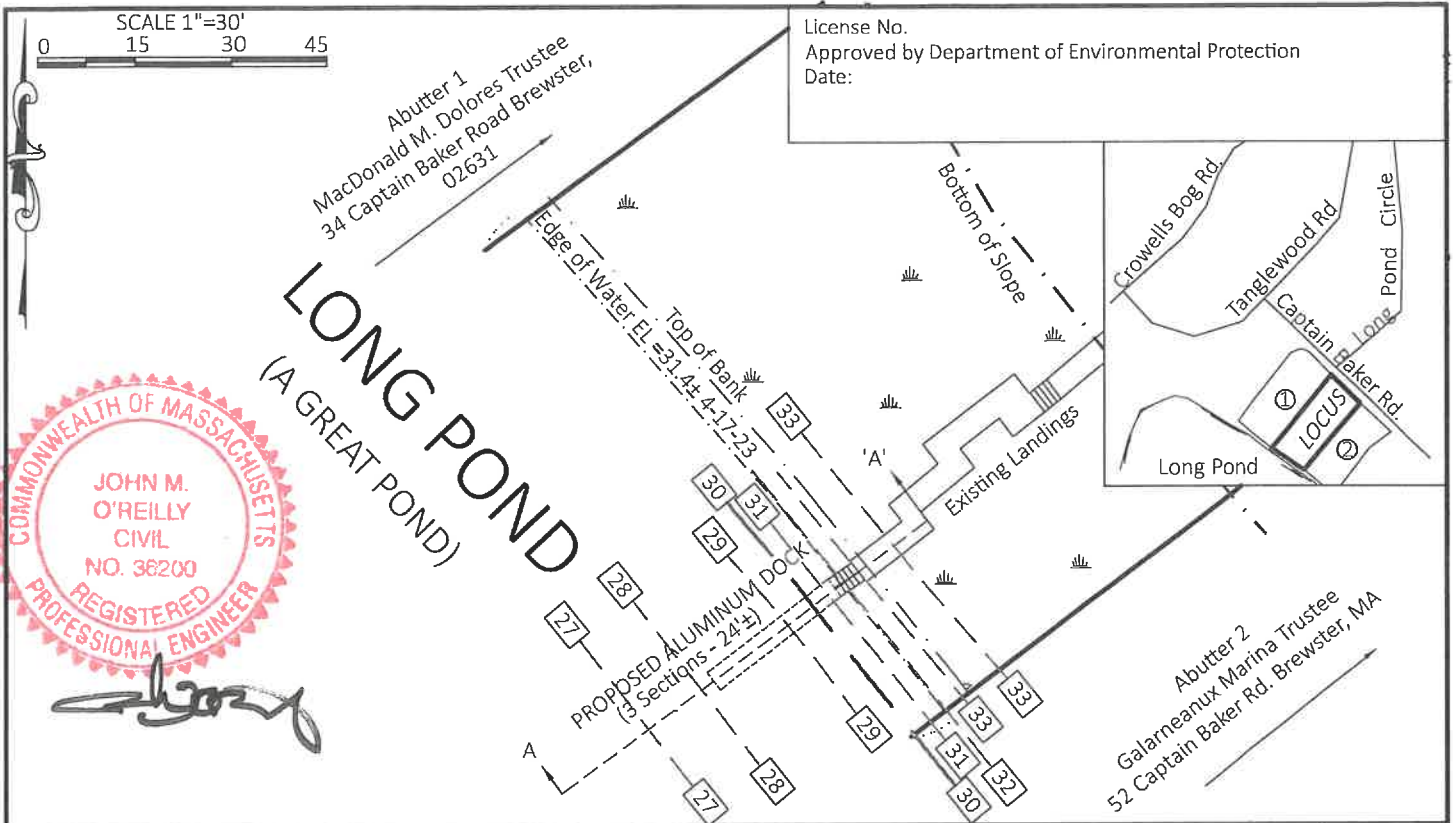 SCALE 1"=30'
0 15 30 45
License No.
Approved by Department of Environmental Protection
Date:
Abutter 1
MacDonald M. Dolores Trustee
34 Captain Baker Road Brewster,
02631
LONG POND
(A GREAT POND)
Edge of Water EL =31.4± 4-17-23
Top of Bank
Bottom of Slope
Crowells Bog Rd.
Tanglewood Rd
Long Pond Circle
Captain Baker Rd.
1
LOCUS
2
Long Pond
COMMONWEALTH OF MASSACHUSETTS
JOHN M.
O'REILLY
CIVIL
NO. 36200
REGISTERED
PROFESSIONAL ENGINEER
33
30
31
29
28
27
'A'
Existing Landings
PROPOSED ALUMINUM DOCK
(3 Sections - 24'±)
A
27
28
29
30
31
32
33
33
Abutter 2
Galarneanux Marina Trustee
52 Captain Baker Rd. Brewster, MA